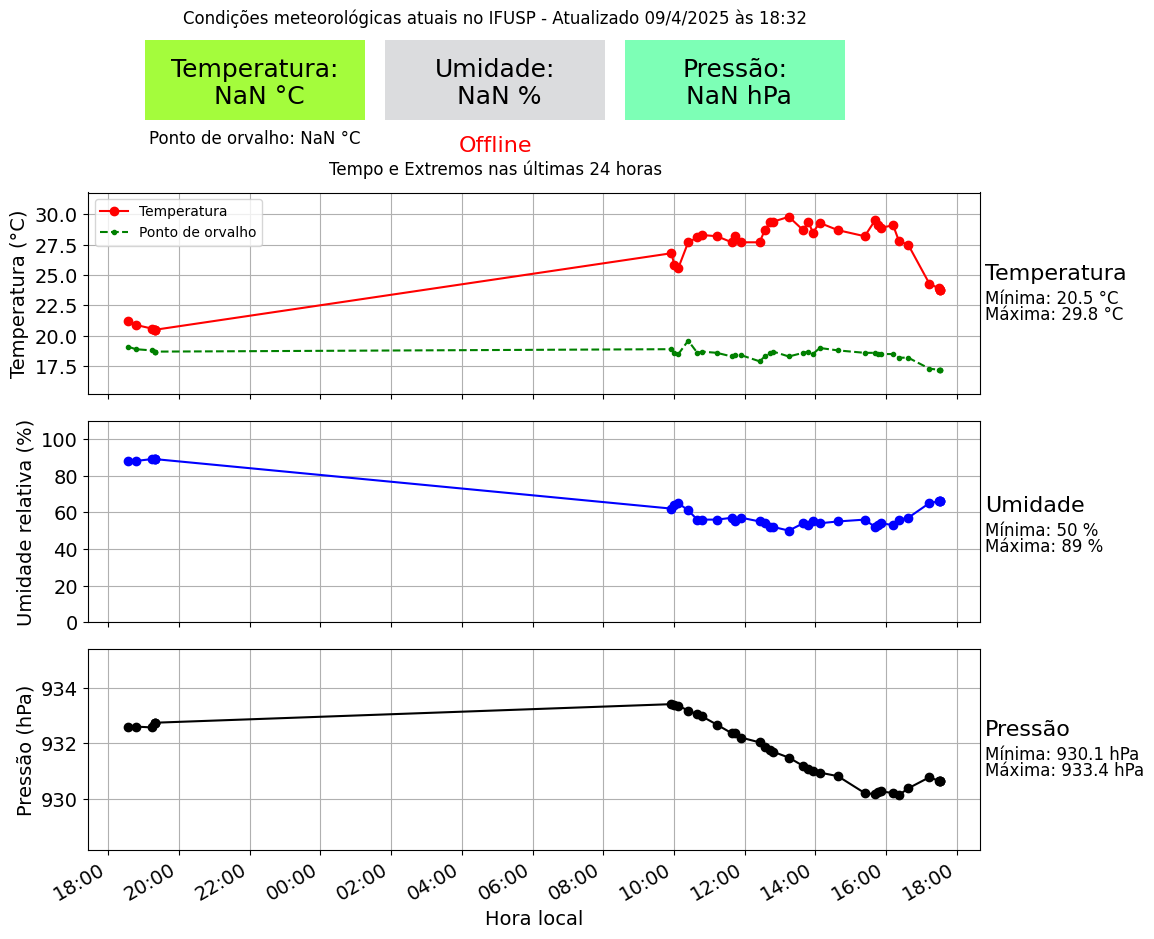 Condições meteorológicas atuais no IFUSP - Atualizado 09/4/2025 às 18:32
Temperatura:
NaN °C
Umidade:
NaN %
Pressão:
NaN hPa
Ponto de orvalho: NaN °C
Offline
Tempo e Extremos nas últimas 24 horas
Temperatura (°C)
30.0
27.5
25.0
22.5
20.0
17.5
Temperatura
Ponto de orvalho
Temperatura
Mínima: 20.5 °C
Máxima: 29.8 °C
Umidade relativa (%)
100
80
60
40
20
0
Umidade
Mínima: 50 %
Máxima: 89 %
Pressão (hPa)
934
932
930
Pressão
Mínima: 930.1 hPa
Máxima: 933.4 hPa
18:00 20:00 22:00 00:00 02:00 04:00 06:00 08:00 10:00 12:00 14:00 16:00 18:00
Hora local